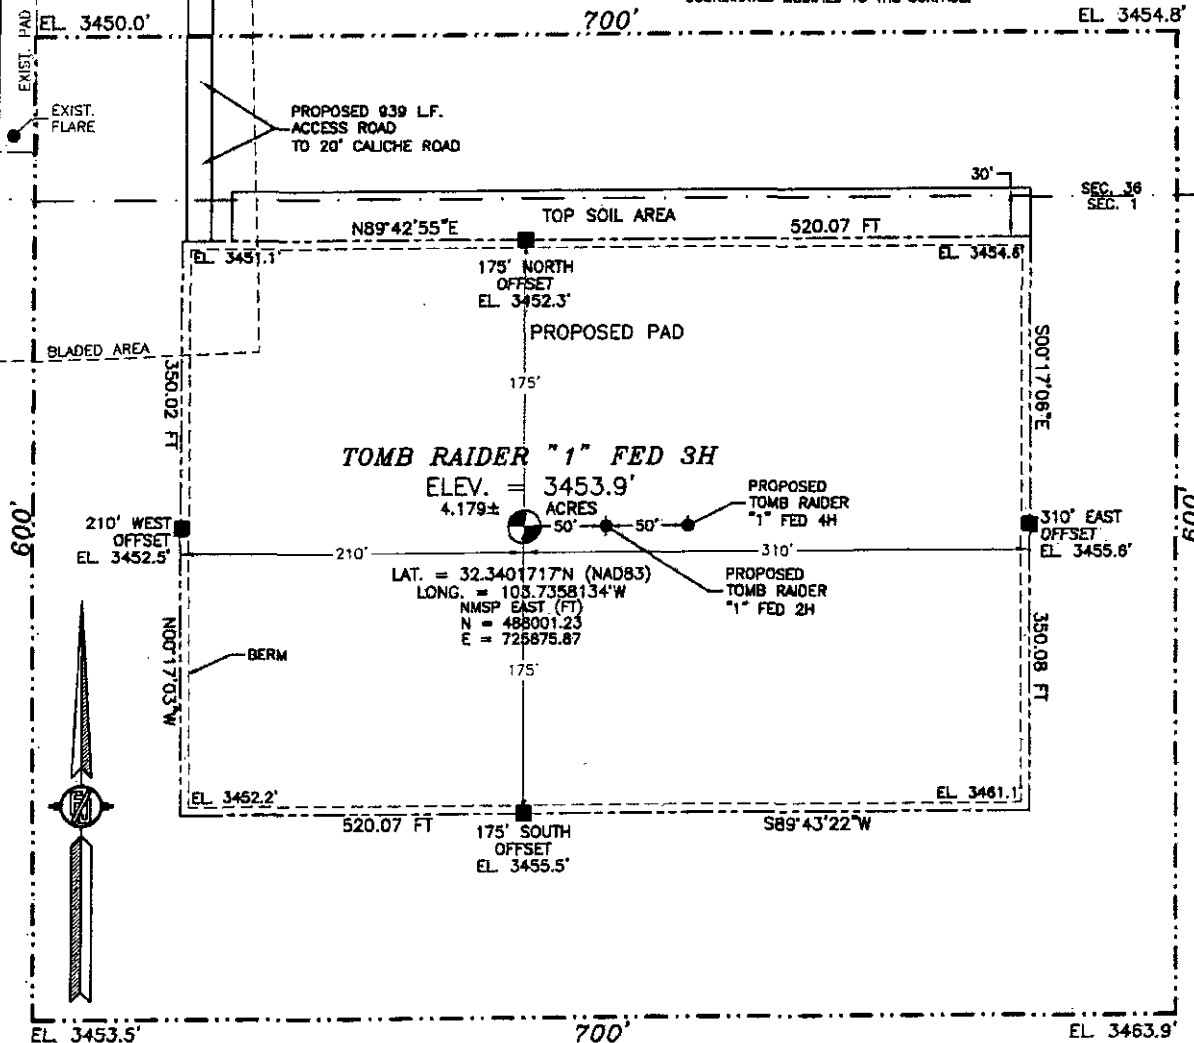 EL. 3450.0'
700'
EL. 3454.8'
EXIST. PAD
EXIST.
FLARE
PROPOSED 939 L.F.
ACCESS ROAD
TO 20' CALICHE ROAD
30'
SEC. 36
SEC. 1
TOP SOIL AREA
N89°42'55"E
520.07 FT
EL. 3451.1'
EL. 3454.6'
175' NORTH
OFFSET
EL. 3452.3'
PROPOSED PAD
BLADED AREA
350.02 FT
S00°17'06"E
175'
TOMB RAIDER "1" FED 3H
ELEV. = 3453.9'
4.179± ACRES
50'
50'
PROPOSED
TOMB RAIDER
"1" FED 4H
600'
600'
210' WEST
OFFSET
EL. 3452.5'
310' EAST
OFFSET
EL. 3455.6'
210'
310'
LAT. = 32.3401717°N (NAD83)
LONG. = 103.7358134°W
NMSP EAST (FT)
N = 488001.23
E = 725875.87
PROPOSED
TOMB RAIDER
"1" FED 2H
175'
N00°17'03"W
BERM
350.08 FT
EL. 3452.2'
EL. 3461.1'
520.07 FT
S89°43'22"W
175' SOUTH
OFFSET
EL. 3455.5'
EL. 3453.5'
700'
EL. 3463.9'